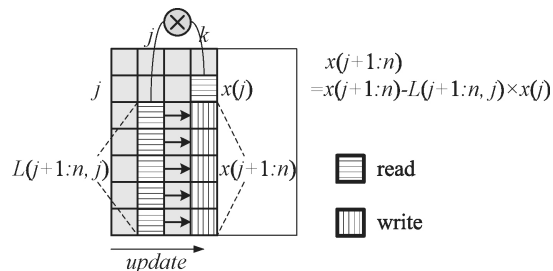 j k
j x(j)
x(j+1:n)
=x(j+1:n)-L(j+1:n, j)×x(j)
L(j+1:n, j) x(j+1:n)
read
write
update